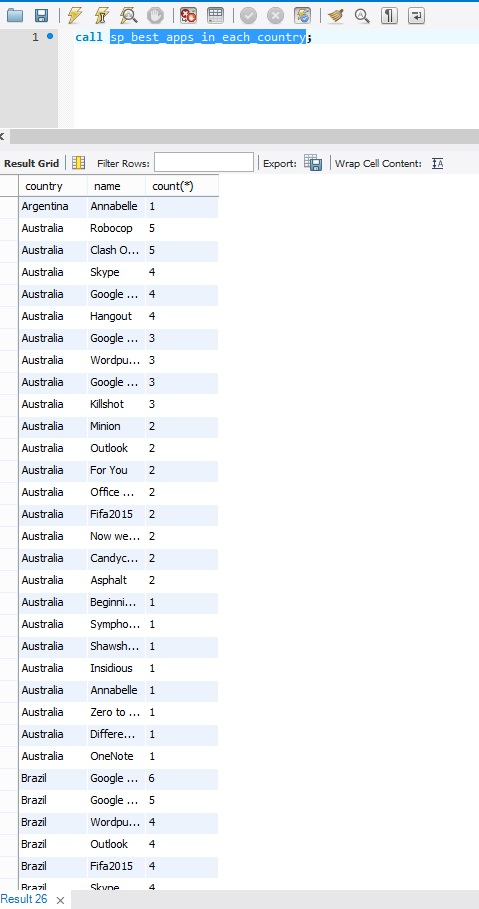 1 call sp_best_apps_in_each_country;
Result Grid Filter Rows: Export: Wrap Cell Content: IA
country name count(*)
Argentina Annabelle 1
Australia Robocop 5
Australia Clash O... 5
Australia Skype 4
Australia Google ... 4
Australia Hangout 4
Australia Google ... 3
Australia Wordpu... 3
Australia Google ... 3
Australia Killshot 3
Australia Minion 2
Australia Outlook 2
Australia For You 2
Australia Office ... 2
Australia Fifa2015 2
Australia Now we... 2
Australia Candyc... 2
Australia Asphalt 2
Australia Beginni... 1
Australia Sympho... 1
Australia Shawsh... 1
Australia Insidious 1
Australia Annabelle 1
Australia Zero to ... 1
Australia Differe... 1
Australia OneNote 1
Brazil Google ... 6
Brazil Google ... 5
Brazil Wordpu... 4
Brazil Outlook 4
Brazil Fifa2015 4
Brazil Skype 4
Result 26